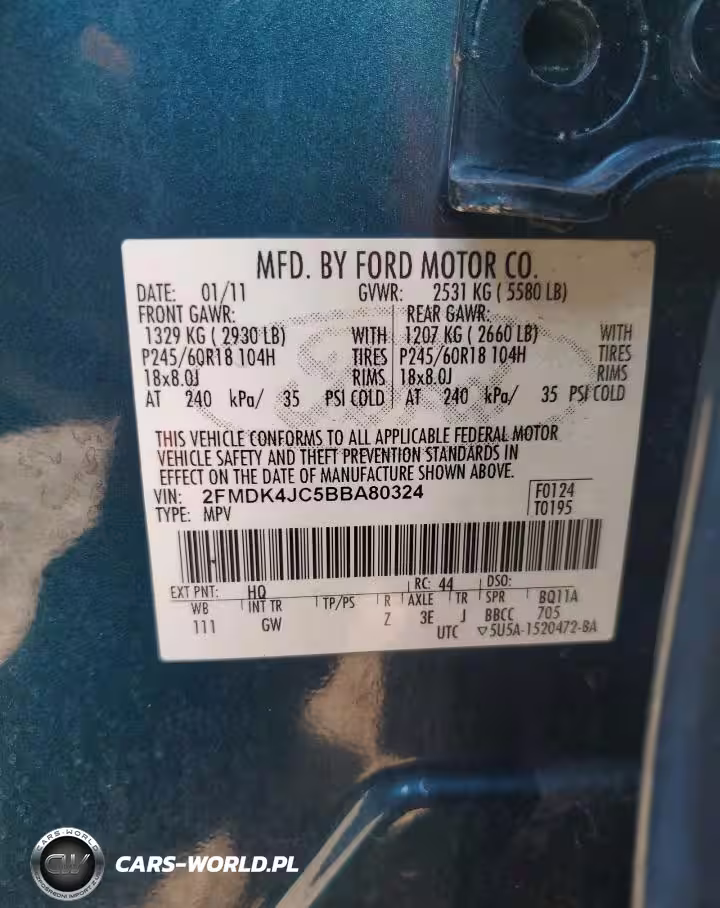 MFD. BY FORD MOTOR CO.
DATE: 01/11 GVWR: 2531 KG ( 5580 LB)
FRONT GAWR: REAR GAWR:
1329 KG ( 2930 LB) WITH 1207 KG ( 2660 LB) WITH
P245/60R18 104H TIRES P245/60R18 104H TIRES
18x8.0J RIMS 18x8.0J RIMS
AT 240 kPa/ 35 PSI COLD AT 240 kPa/ 35 PSI COLD
THIS VEHICLE CONFORMS TO ALL APPLICABLE FEDERAL MOTOR
VEHICLE SAFETY AND THEFT PREVENTION STANDARDS IN
EFFECT ON THE DATE OF MANUFACTURE SHOWN ABOVE.
VIN: 2FMDK4JC5BBA80324 F0124
TYPE: MPV T0195
EXT PNT: HQ RC: 44 DSO:
WB INT TR TP/PS R AXLE TR SPR BQ11A
111 GW Z 3E J BBCC 705
UTC ▽5U5A-1520472-BA
CARS-WORLD
CW
CARS-WORLD.PL